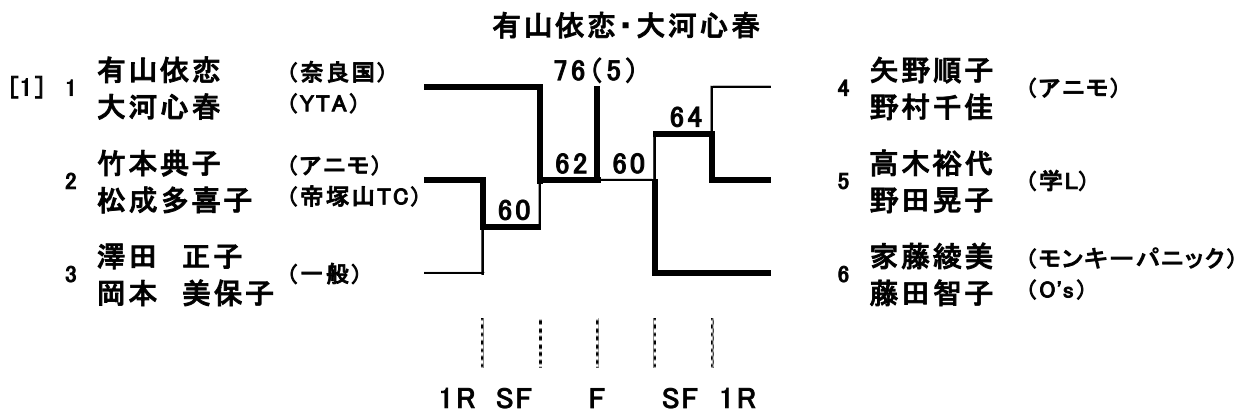 有山依恋・大河心春
[1] 1 有山依恋 (奈良国)
大河心春 (YTA)
2 竹本典子 (アニモ)
松成多喜子 (帝塚山TC)
3 澤田 正子 (一般)
岡本 美保子
76(5)
62 60
60
64
4 矢野順子 (アニモ)
野村千佳
5 高木裕代 (学L)
野田晃子
6 家藤綾美 (モンキーパニック)
藤田智子 (O's)
1R SF F SF 1R